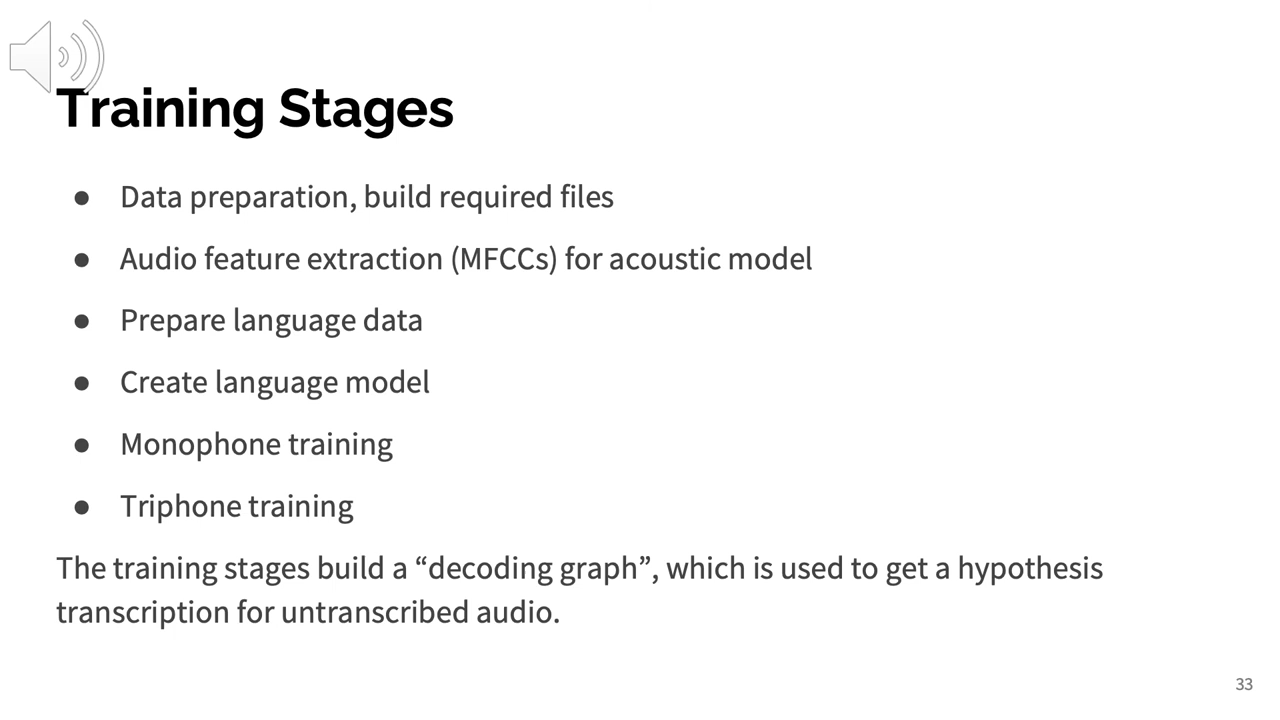 Training Stages
● Data preparation, build required files
● Audio feature extraction (MFCCs) for acoustic model
● Prepare language data
● Create language model
● Monophone training
● Triphone training
The training stages build a “decoding graph”, which is used to get a hypothesis
transcription for untranscribed audio.
33